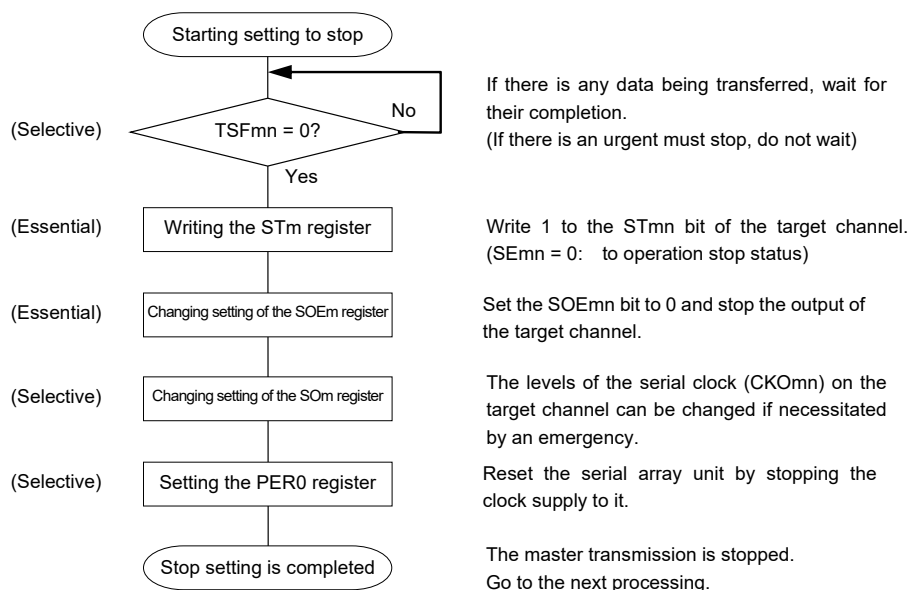 Starting setting to stop
No
If there is any data being transferred, wait for
their completion.
(If there is an urgent must stop, do not wait)
(Selective)
TSFmn = 0?
Yes
(Essential)
Writing the STm register
Write 1 to the STmn bit of the target channel.
(SEmn = 0: to operation stop status)
(Essential)
Changing setting of the SOEm register
Set the SOEmn bit to 0 and stop the output of
the target channel.
(Selective)
Changing setting of the SOm register
The levels of the serial clock (CKOmn) on the
target channel can be changed if necessitated
by an emergency.
(Selective)
Setting the PER0 register
Reset the serial array unit by stopping the
clock supply to it.
Stop setting is completed
The master transmission is stopped.
Go to the next processing.